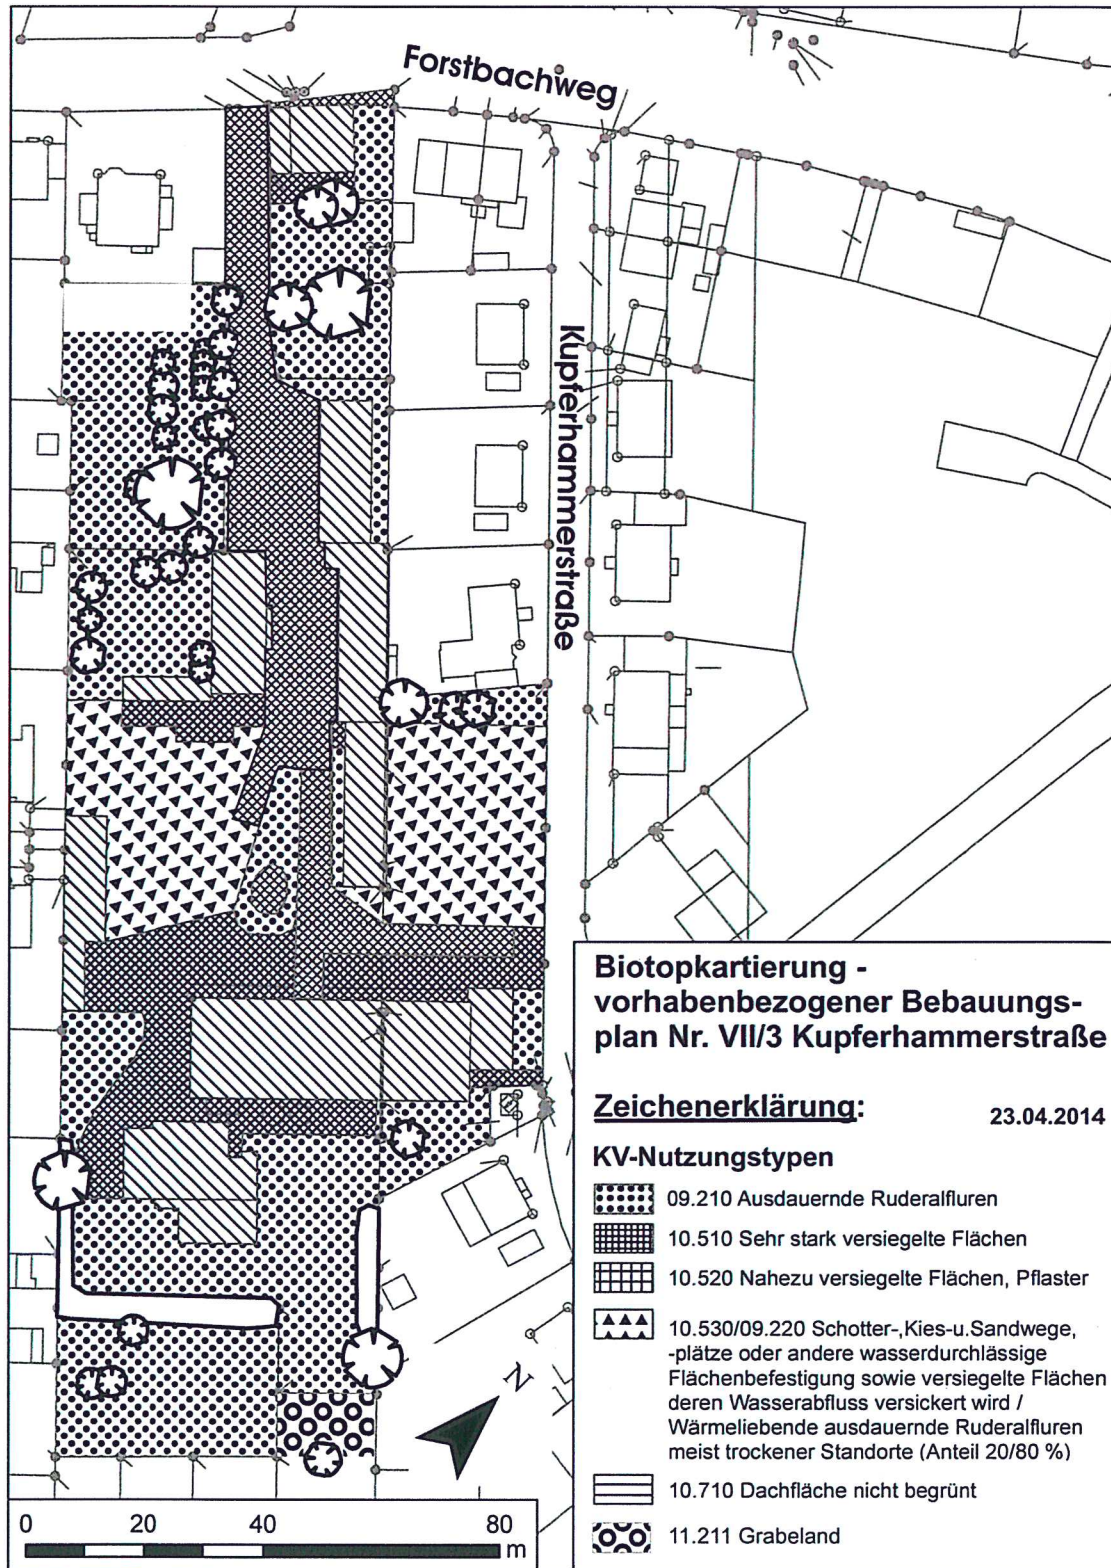 Forstbachweg
Kupferhammerstraße
N
Biotopkartierung -
vorhabenbezogener Bebauungs-
plan Nr. VII/3 Kupferhammerstraße
Zeichenerklärung:
23.04.2014
KV-Nutzungstypen
09.210 Ausdauernde Ruderalfluren
10.510 Sehr stark versiegelte Flächen
10.520 Nahezu versiegelte Flächen, Pflaster
10.530/09.220 Schotter-,Kies-u.Sandwege,
-plätze oder andere wasserdurchlässige
Flächenbefestigung sowie versiegelte Flächen
deren Wasserabfluss versickert wird /
Wärmeliebende ausdauernde Ruderalfluren
meist trockener Standorte (Anteil 20/80 %)
10.710 Dachfläche nicht begrünt
11.211 Grabeland
0 20 40 80
m